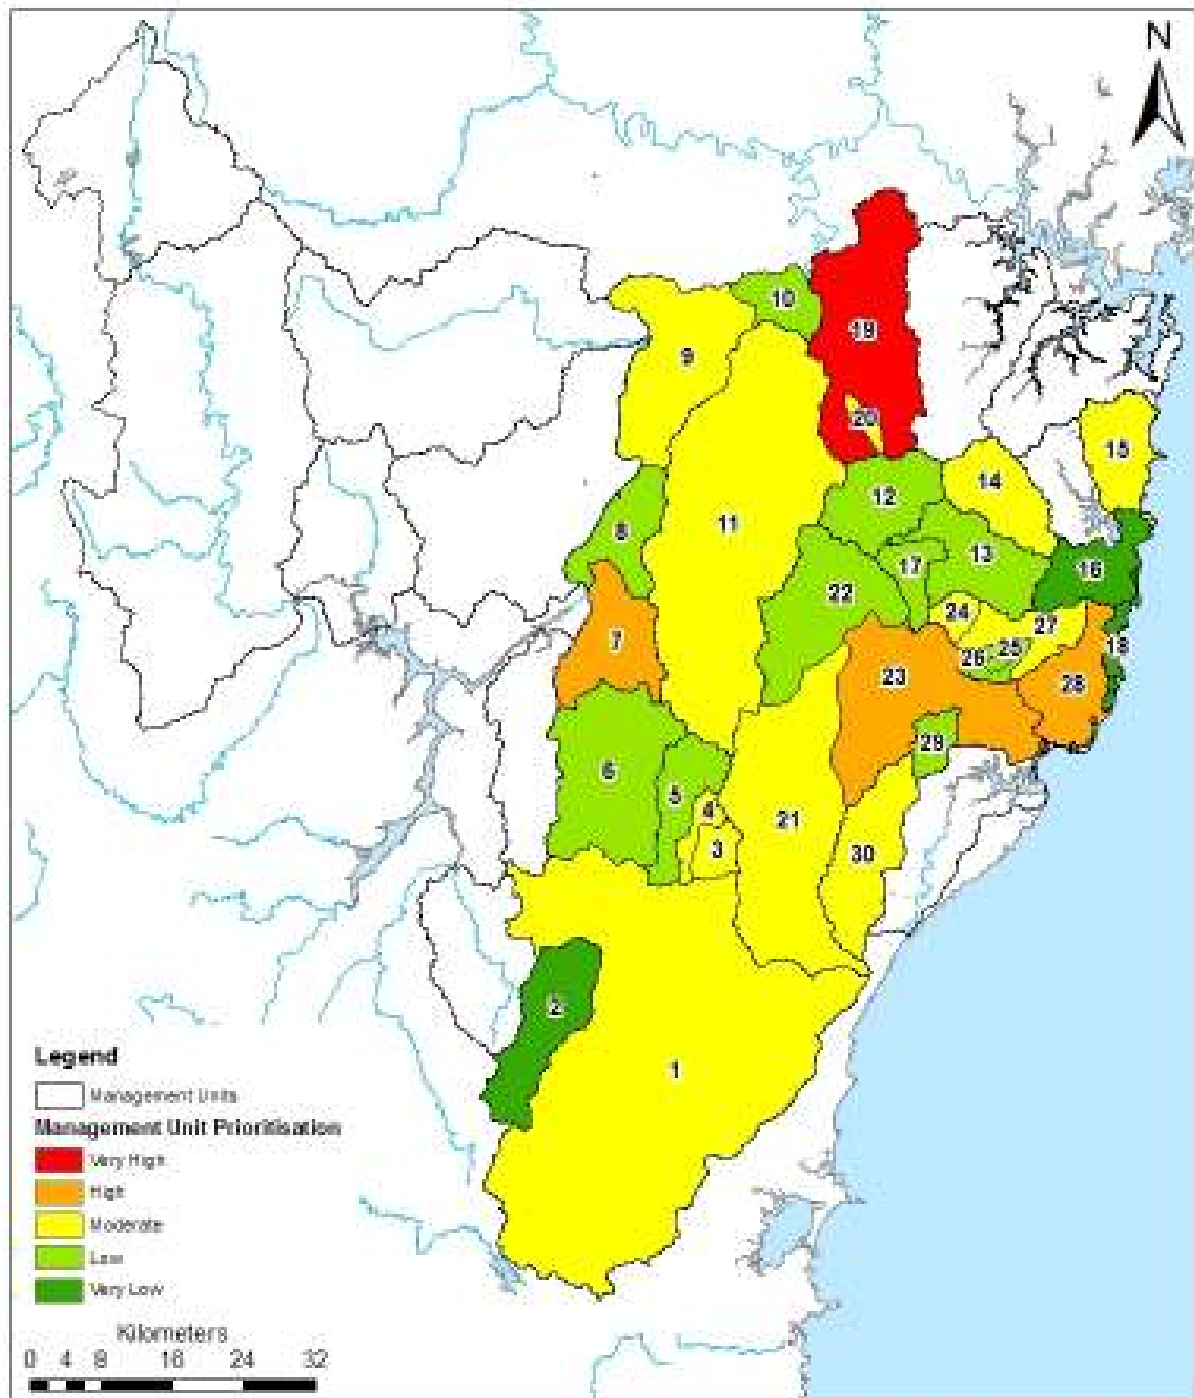 N
10
19
9
20
15
14
12
11
8
13
17
16
22
24
27
18
7
25
26
23
28
29
6
5
4
21
3
30
2
1
Legend
Management Units
Management Unit Prioritisation
Very High
High
Moderate
Low
Very Low
Kilometers
0 4 8 16 24 32